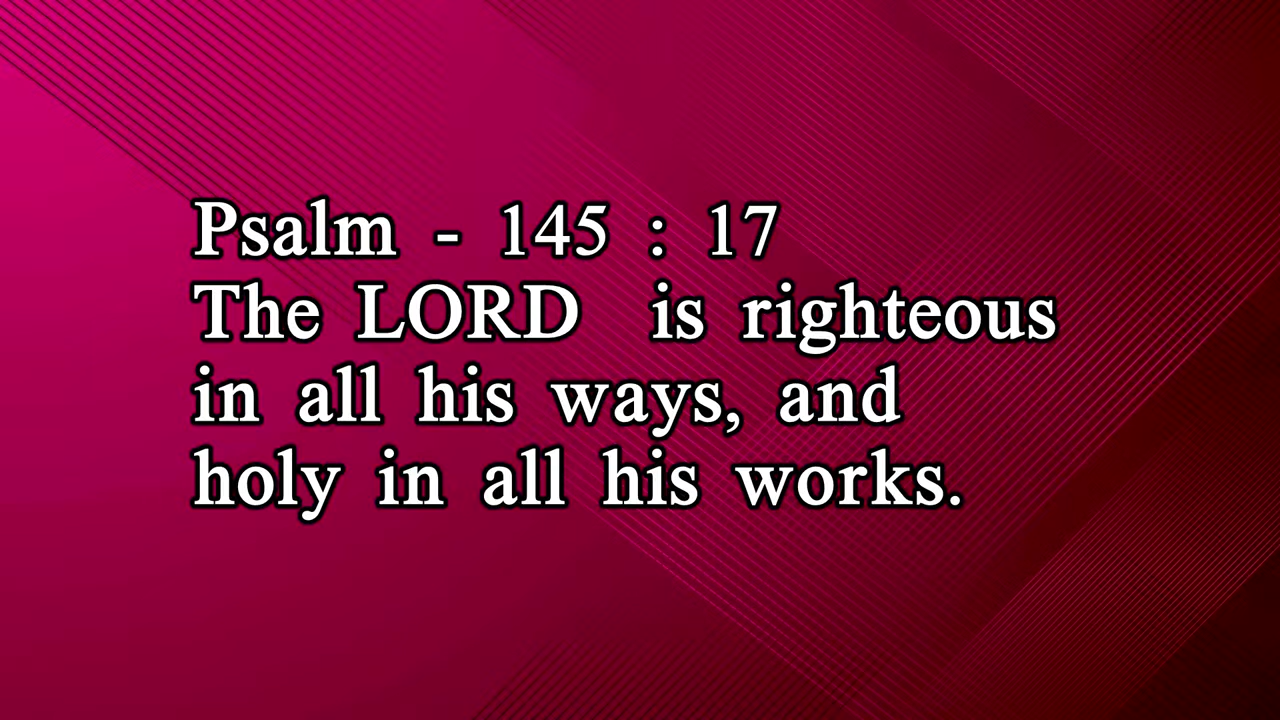 Psalm - 145 : 17
The LORD is righteous
in all his ways, and
holy in all his works.